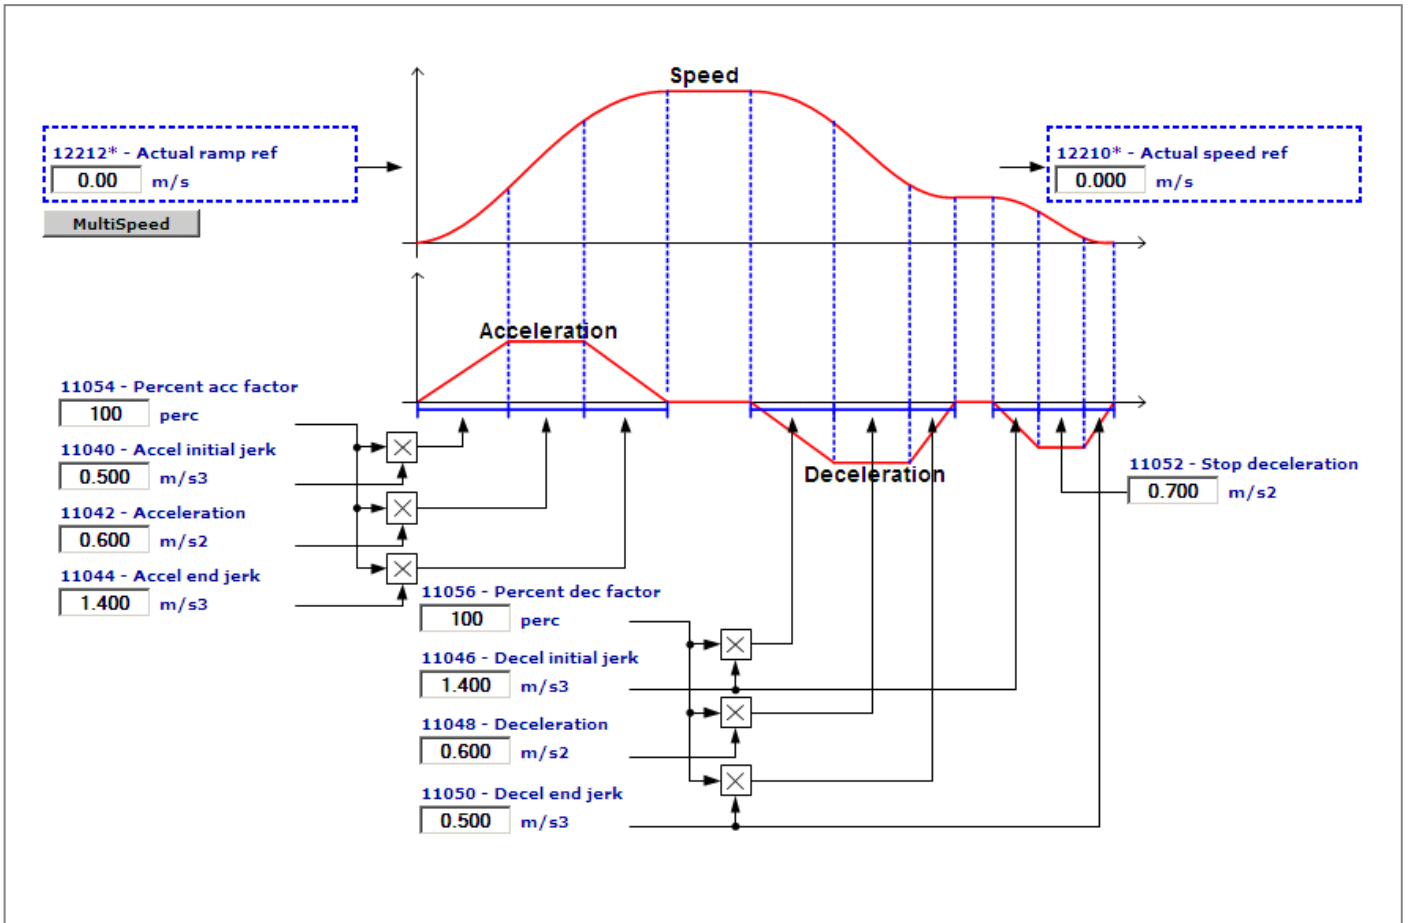 Speed
12212* - Actual ramp ref
0.00 m/s
MultiSpeed
12210* - Actual speed ref
0.000 m/s
Acceleration
11054 - Percent acc factor
100 perc
11040 - Accel initial jerk
0.500 m/s3
11042 - Acceleration
0.600 m/s2
11044 - Accel end jerk
1.400 m/s3
Deceleration
11052 - Stop deceleration
0.700 m/s2
11056 - Percent dec factor
100 perc
11046 - Decel initial jerk
1.400 m/s3
11048 - Deceleration
0.600 m/s2
11050 - Decel end jerk
0.500 m/s3